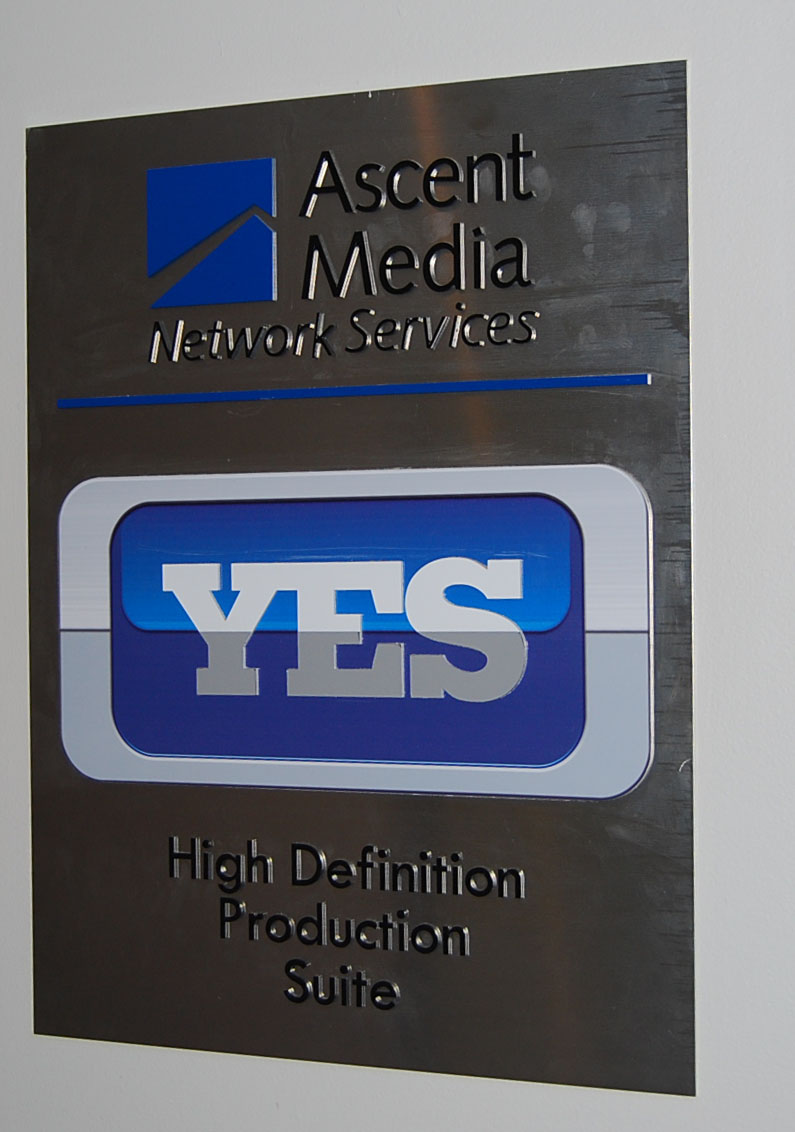 Ascent
Media
Network Services
YES
High Definition
Production
Suite